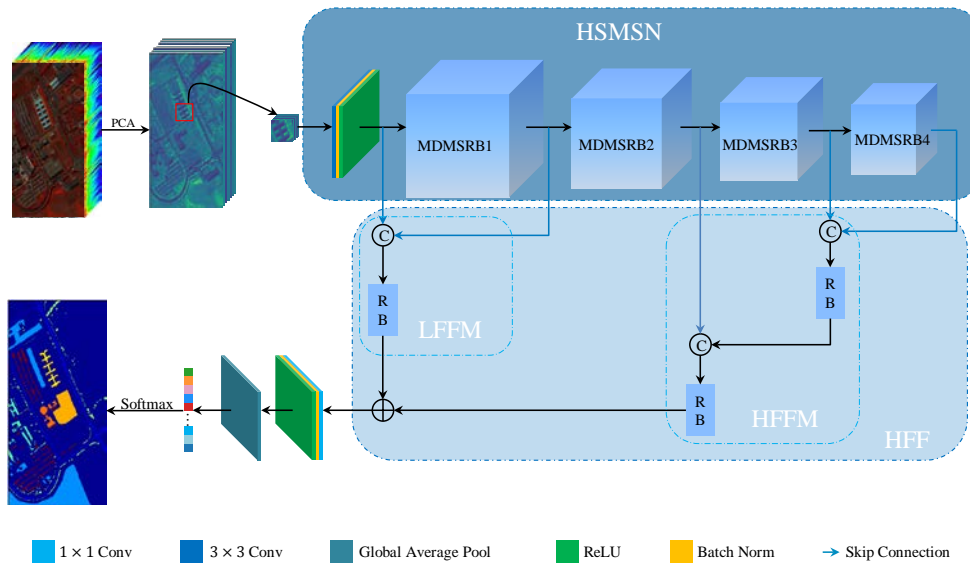 HSMSN
PCA
MDMSRB1
MDMSRB2
MDMSRB3
MDMSRB4
C
C
R
B
R
B
LFFM
C
R
B
HFFM
HFF
Softmax
1 × 1 Conv
3 × 3 Conv
Global Average Pool
ReLU
Batch Norm
Skip Connection